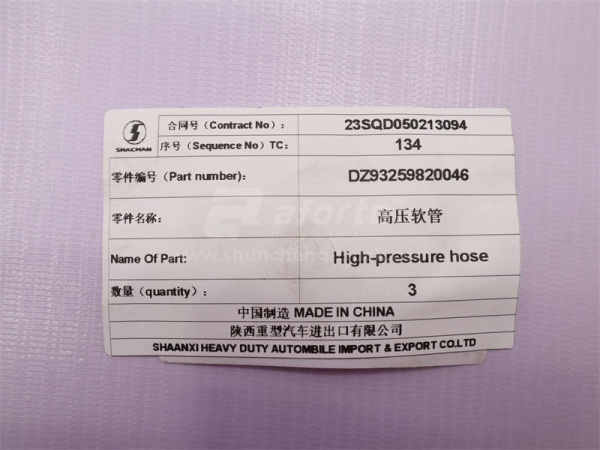 SHACMAN
合同号（Contract No）： 23SQD050213094
序号（Sequence No）TC: 134
零件编号（Part number）: DZ93259820046
零件名称: 高压软管
Name Of Part: High-pressure hose
数量（quantity）： 3
中国制造 MADE IN CHINA
陕西重型汽车进出口有限公司
SHAANXI HEAVY DUTY AUTOMBILE IMPORT & EXPORT CO.LTD